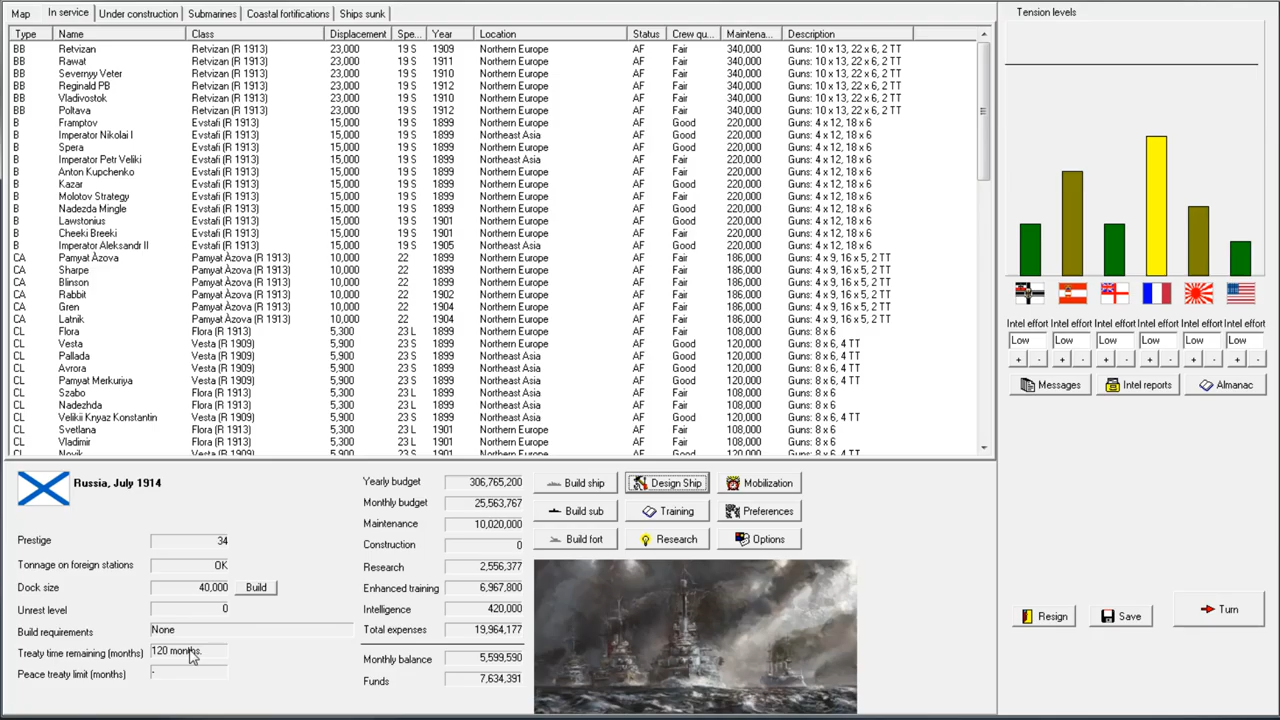 Map In service Under construction Submarines Coastal fortifications Ships sunk
Type Name Class Displacement Spe... Year Location Status Crew qu... Maintena... Description
BB Retvizan Retvizan (R 1913) 23,000 19 S 1909 Northern Europe AF Fair 340,000 Guns: 10 x 13, 22 x 6, 2 TT
BB Rawat Retvizan (R 1913) 23,000 19 S 1911 Northern Europe AF Fair 340,000 Guns: 10 x 13, 22 x 6, 2 TT
BB Severnyy Veter Retvizan (R 1913) 23,000 19 S 1910 Northern Europe AF Fair 340,000 Guns: 10 x 13, 22 x 6, 2 TT
BB Reginald PB Retvizan (R 1913) 23,000 19 S 1912 Northern Europe AF Fair 340,000 Guns: 10 x 13, 22 x 6, 2 TT
BB Vladivostok Retvizan (R 1913) 23,000 19 S 1910 Northern Europe AF Fair 340,000 Guns: 10 x 13, 22 x 6, 2 TT
BB Poltava Retvizan (R 1913) 23,000 19 S 1912 Northern Europe AF Fair 340,000 Guns: 10 x 13, 22 x 6, 2 TT
B Framptov Evstafi (R 1913) 15,000 19 S 1899 Northern Europe AF Good 220,000 Guns: 4 x 12, 18 x 6
B Imperator Nikolai I Evstafi (R 1913) 15,000 19 S 1899 Northeast Asia AF Good 220,000 Guns: 4 x 12, 18 x 6
B Spera Evstafi (R 1913) 15,000 19 S 1899 Northern Europe AF Good 220,000 Guns: 4 x 12, 18 x 6
B Imperator Petr Veliki Evstafi (R 1913) 15,000 19 S 1899 Northeast Asia AF Fair 220,000 Guns: 4 x 12, 18 x 6
B Anton Kupchenko Evstafi (R 1913) 15,000 19 S 1899 Northern Europe AF Fair 220,000 Guns: 4 x 12, 18 x 6
B Kazar Evstafi (R 1913) 15,000 19 S 1899 Northern Europe AF Good 220,000 Guns: 4 x 12, 18 x 6
B Molotov Strategy Evstafi (R 1913) 15,000 19 S 1899 Northern Europe AF Fair 220,000 Guns: 4 x 12, 18 x 6
B Nadezda Mingle Evstafi (R 1913) 15,000 19 S 1899 Northern Europe AF Good 220,000 Guns: 4 x 12, 18 x 6
B Lawstonius Evstafi (R 1913) 15,000 19 S 1901 Northern Europe AF Good 220,000 Guns: 4 x 12, 18 x 6
B Cheeki Breeki Evstafi (R 1913) 15,000 19 S 1901 Northern Europe AF Fair 220,000 Guns: 4 x 12, 18 x 6
B Imperator Aleksandr II Evstafi (R 1913) 15,000 19 S 1905 Northeast Asia AF Good 220,000 Guns: 4 x 12, 18 x 6
CA Pamyat Àzova Pamyat Àzova (R 1913) 10,000 22 1899 Northern Europe AF Fair 186,000 Guns: 4 x 9, 16 x 5, 2 TT
CA Sharpe Pamyat Àzova (R 1913) 10,000 22 1899 Northern Europe AF Fair 186,000 Guns: 4 x 9, 16 x 5, 2 TT
CA Blinson Pamyat Àzova (R 1913) 10,000 22 1899 Northern Europe AF Fair 186,000 Guns: 4 x 9, 16 x 5, 2 TT
CA Rabbit Pamyat Àzova (R 1913) 10,000 22 1902 Northern Europe AF Fair 186,000 Guns: 4 x 9, 16 x 5, 2 TT
CA Gren Pamyat Àzova (R 1913) 10,000 22 1904 Northern Europe AF Fair 186,000 Guns: 4 x 9, 16 x 5, 2 TT
CA Latnik Pamyat Àzova (R 1913) 10,000 22 1904 Northern Europe AF Fair 186,000 Guns: 4 x 9, 16 x 5, 2 TT
CL Flora Flora (R 1913) 5,300 23 L 1899 Northern Europe AF Fair 108,000 Guns: 8 x 6
CL Vesta Vesta (R 1909) 5,900 23 S 1899 Northern Europe AF Good 120,000 Guns: 8 x 6, 4 TT
CL Pallada Vesta (R 1909) 5,900 23 S 1899 Northeast Asia AF Good 120,000 Guns: 8 x 6, 4 TT
CL Avrora Vesta (R 1909) 5,900 23 S 1899 Northeast Asia AF Good 120,000 Guns: 8 x 6, 4 TT
CL Pamyat Merkuriya Vesta (R 1909) 5,900 23 S 1899 Northern Europe AF Good 120,000 Guns: 8 x 6, 4 TT
CL Szabo Flora (R 1913) 5,300 23 L 1899 Northeast Asia AF Fair 108,000 Guns: 8 x 6
CL Nadezhda Flora (R 1913) 5,300 23 L 1899 Northeast Asia AF Fair 108,000 Guns: 8 x 6
CL Velikii Knyaz Konstantin Vesta (R 1909) 5,900 23 S 1899 Northern Europe AF Good 120,000 Guns: 8 x 6, 4 TT
CL Svetlana Flora (R 1913) 5,300 23 L 1901 Northern Europe AF Fair 108,000 Guns: 8 x 6
CL Vladimir Flora (R 1913) 5,300 23 L 1901 Northern Europe AF Fair 108,000 Guns: 8 x 6
CL Novik Vesta (R 1909) 5,900 23 S 1901 Northern Europe AF Good 120,000 Guns: 8 x 6, 4 TT
Tension levels
Intel effort Intel effort Intel effort Intel effort Intel effort Intel effort
Low Low Low Low Low Low
+ - + - + - + - + - + -
Messages Intel reports Almanac
Russia, July 1914
Prestige 34
Tonnage on foreign stations OK
Dock size 40,000 Build
Unrest level 0
Build requirements None
Treaty time remaining (months) 120 months.
Peace treaty limit (months) -
Yearly budget 306,765,200
Monthly budget 25,563,767
Maintenance 10,020,000
Construction 0
Research 2,556,377
Enhanced training 6,967,800
Intelligence 420,000
Total expenses 19,964,177
Monthly balance 5,599,590
Funds 7,634,391
Build ship Design Ship Mobilization
Build sub Training Preferences
Build fort Research Options
Resign Save Turn